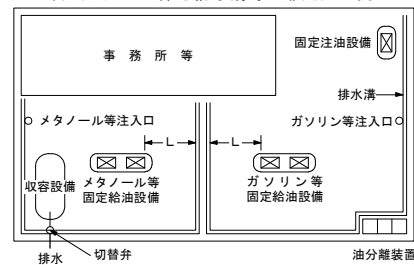 事務所等
固定注油設備
排水溝
メタノール等注入口
ガソリン等注入口
L
L
収容設備
メタノール等
固定給油設備
ガソリン等
固定給油設備
排水
切替弁
油分離装置